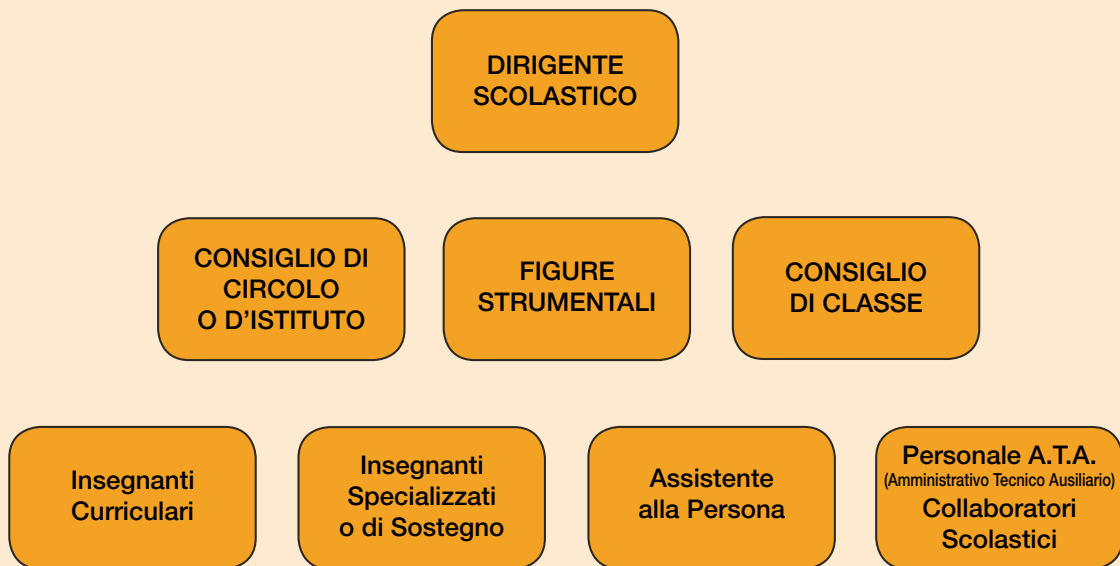 DIRIGENTE
SCOLASTICO
CONSIGLIO DI
CIRCOLO
O D'ISTITUTO
FIGURE
STRUMENTALI
CONSIGLIO
DI CLASSE
Insegnanti
Curriculari
Insegnanti
Specializzati
o di Sostegno
Assistente
alla Persona
Personale A.T.A.
(Amministrativo Tecnico Ausiliario)
Collaboratori
Scolastici